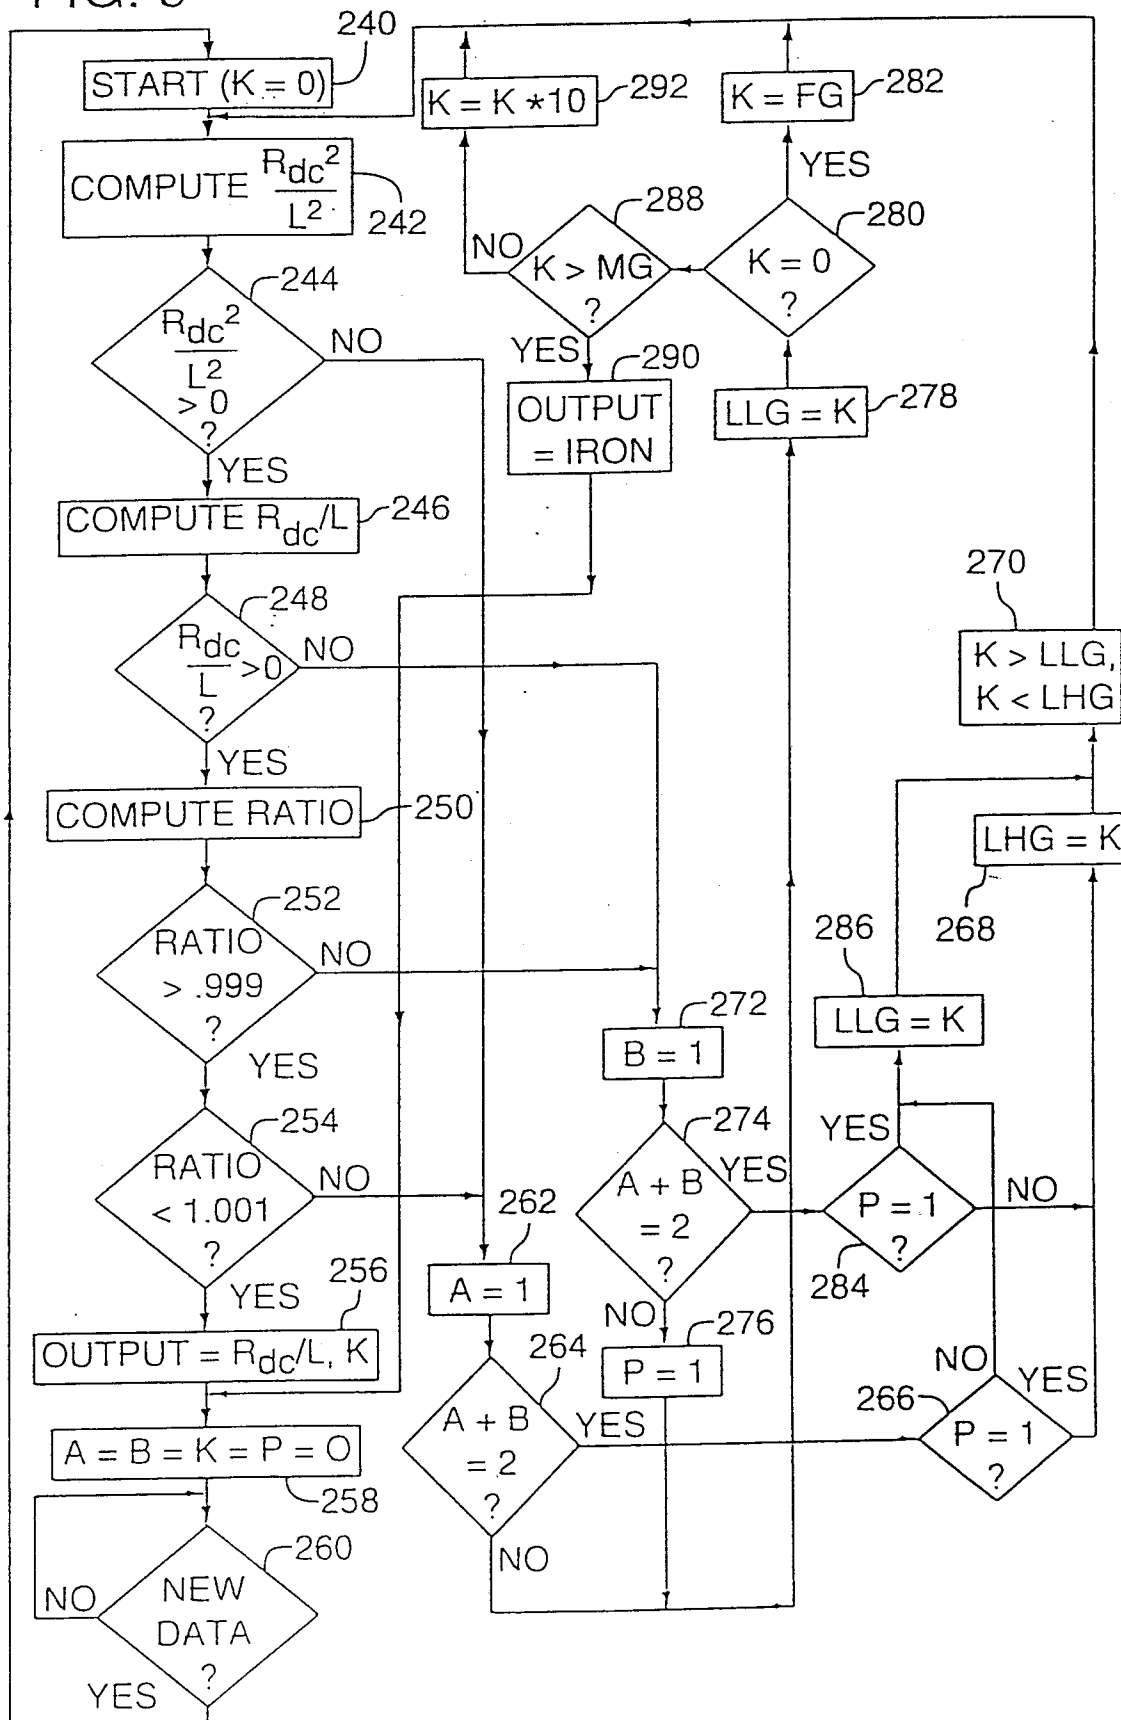 FIG. 9
240
START (K = 0)
COMPUTE Rdc²
L²
242
244
Rdc²
L²
> 0
?
NO
YES
COMPUTE Rdc/L
246
248
Rdc
L >0
?
NO
YES
COMPUTE RATIO
250
252
RATIO
> .999
?
NO
YES
254
RATIO
< 1.001
?
NO
YES
256
OUTPUT = Rdc/L, K
A = B = K = P = O
258
260
NEW
DATA
?
NO
YES
K = K *10
292
K = FG
282
YES
288
NO
K > MG
?
YES
280
K = 0
?
290
OUTPUT
= IRON
LLG = K
278
270
K > LLG,
K < LHG
LHG = K
268
286
LLG = K
272
B = 1
274
A + B
= 2
?
YES
NO
YES
P = 1
?
284
NO
262
A = 1
264
A + B
= 2
?
YES
NO
276
P = 1
NO
266
YES
P = 1
?